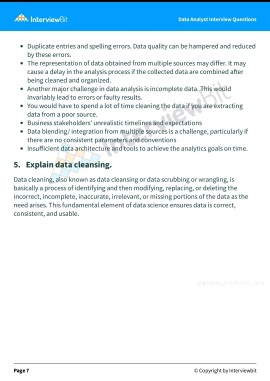 InterviewBit
Data Analyst Interview Questions
Duplicate entries and spelling errors. Data quality can be hampered and reduced
by these errors.
The representation of data obtained from multiple sources may differ. It may
cause a delay in the analysis process if the collected data are combined after
being cleaned and organized.
Another major challenge in data analysis is incomplete data. This would
invariably lead to errors or faulty results.
You would have to spend a lot of time cleaning the data if you are extracting
data from a poor source.
Business stakeholders' unrealistic timelines and expectations
Data blending/ integration from multiple sources is a challenge, particularly if
there are no consistent parameters and conventions
Insufficient data architecture and tools to achieve the analytics goals on time.
InterviewBit
5. Explain data cleansing.
Data cleaning, also known as data cleansing or data scrubbing or wrangling, is
basically a process of identifying and then modifying, replacing, or deleting the
incorrect, incomplete, inaccurate, irrelevant, or missing portions of the data as the
need arises. This fundamental element of data science ensures data is correct,
consistent, and usable.
Page 7
© Copyright by Interviewbit